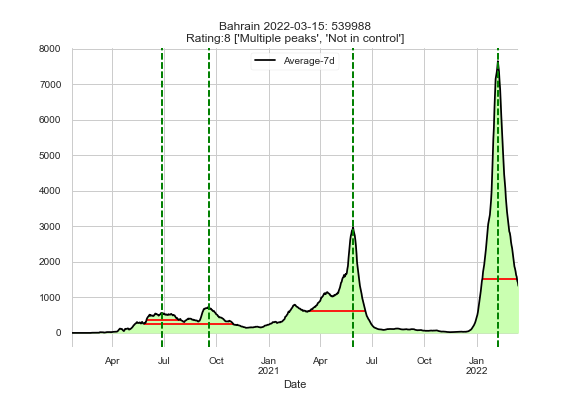 Bahrain 2022-03-15: 539988
Rating:8 ['Multiple peaks', 'Not in control']
Average-7d
8000
7000
6000
5000
4000
3000
2000
1000
0
Apr Jul Oct Jan Apr Jul Oct Jan
2021 2022
Date